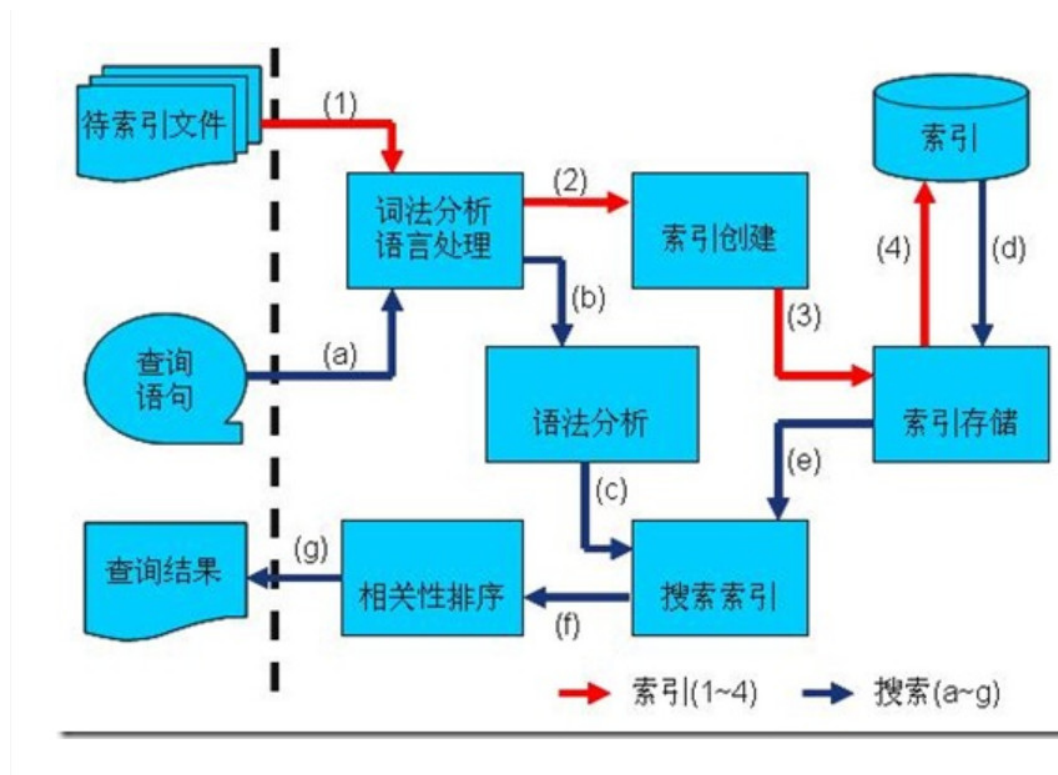 待索引文件
(1)
索引
词法分析
语言处理
(2)
索引创建
(4)
(d)
(b)
(3)
查询
语句
(a)
语法分析
索引存储
(e)
(c)
查询结果
(g)
相关性排序
(f)
搜索索引
索引(1~4)
搜索(a~g)